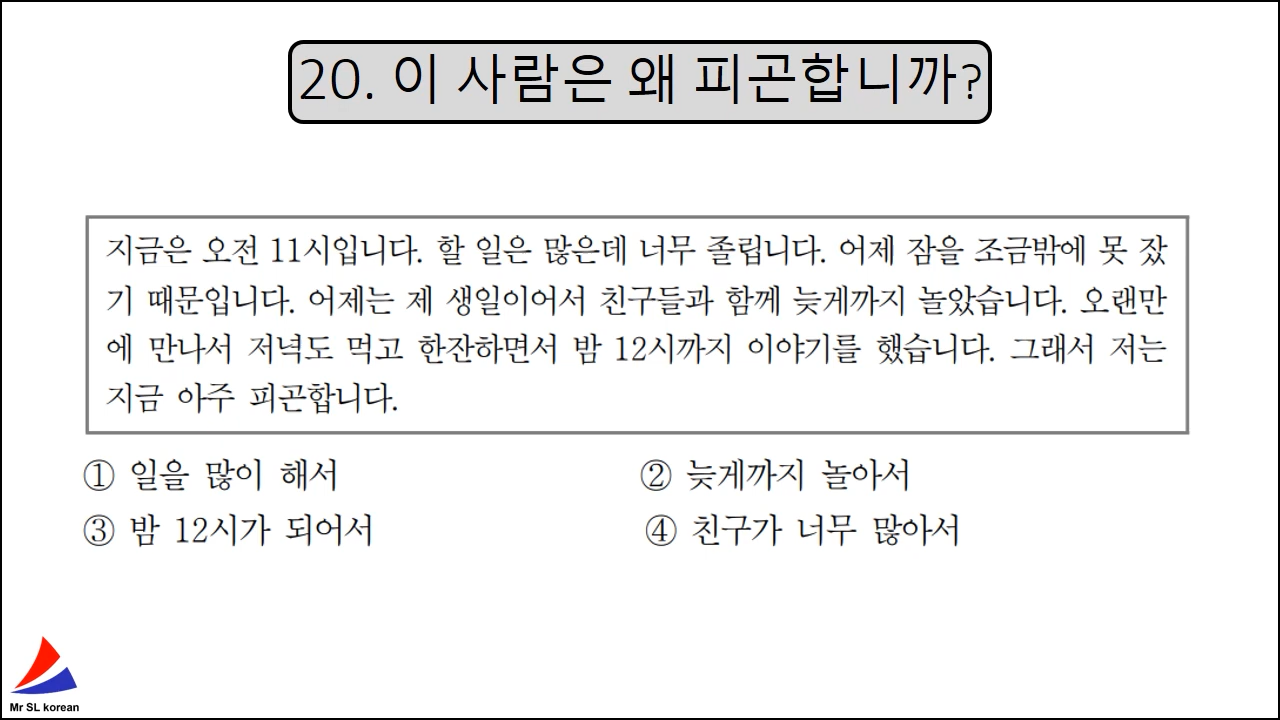 20. 이 사람은 왜 피곤합니까?
지금은 오전 11시입니다. 할 일은 많은데 너무 졸립니다. 어제 잠을 조금밖에 못 잤
기 때문입니다. 어제는 제 생일이어서 친구들과 함께 늦게까지 놀았습니다. 오랜만
에 만나서 저녁도 먹고 한잔하면서 밤 12시까지 이야기를 했습니다. 그래서 저는
지금 아주 피곤합니다.
① 일을 많이 해서 ② 늦게까지 놀아서
③ 밤 12시가 되어서 ④ 친구가 너무 많아서
Mr SL korean